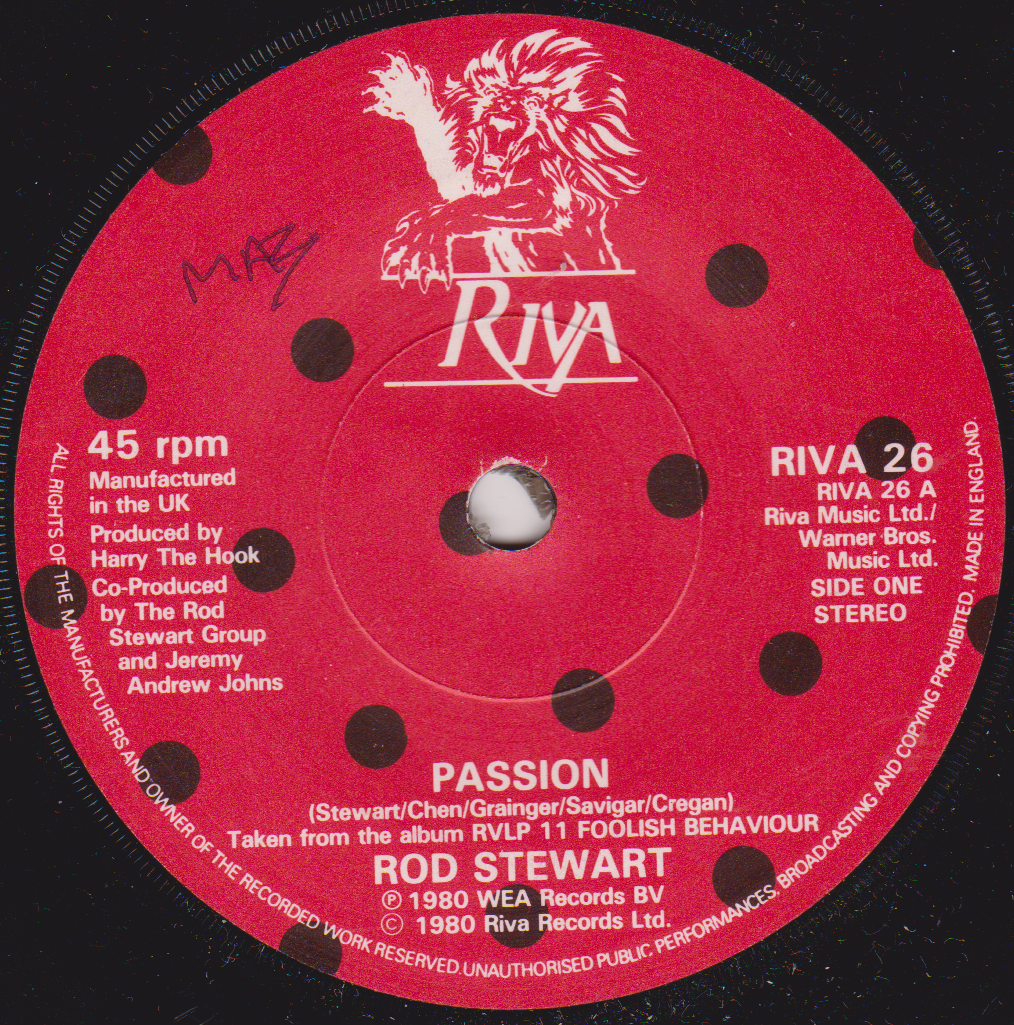 MAZ
RIVA
45 rpm
Manufactured
in the UK
Produced by
Harry The Hook
Co-Produced
by The Rod
Stewart Group
and Jeremy
Andrew Johns
RIVA 26
RIVA 26 A
Riva Music Ltd./
Warner Bros.
Music Ltd.
SIDE ONE
STEREO
PASSION
(Stewart/Chen/Grainger/Savigar/Cregan)
Taken from the album RVLP 11 FOOLISH BEHAVIOUR
ROD STEWART
Ⓟ 1980 WEA Records BV
© 1980 Riva Records Ltd.
ALL RIGHTS OF THE MANUFACTURERS AND OWNER OF THE RECORDED WORK RESERVED. UNAUTHORISED PUBLIC, PERFORMANCES, BROADCASTING AND COPYING PROHIBITED. MADE IN ENGLAND.